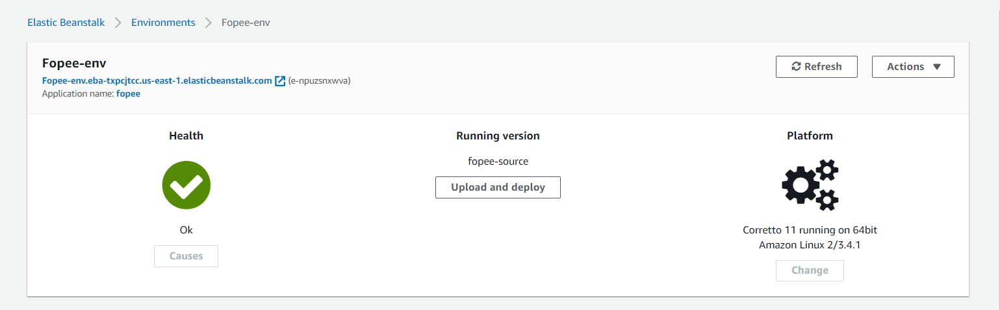 Elastic Beanstalk > Environments > Fopee-env
Fopee-env
Refresh
Actions ▼
Fopee-env.eba-txpcjtcc.us-east-1.elasticbeanstalk.com (e-npuzsnxwva)
Application name: fopee
Health
Ok
Causes
Running version
fopee-source
Upload and deploy
Platform
Corretto 11 running on 64bit
Amazon Linux 2/3.4.1
Change